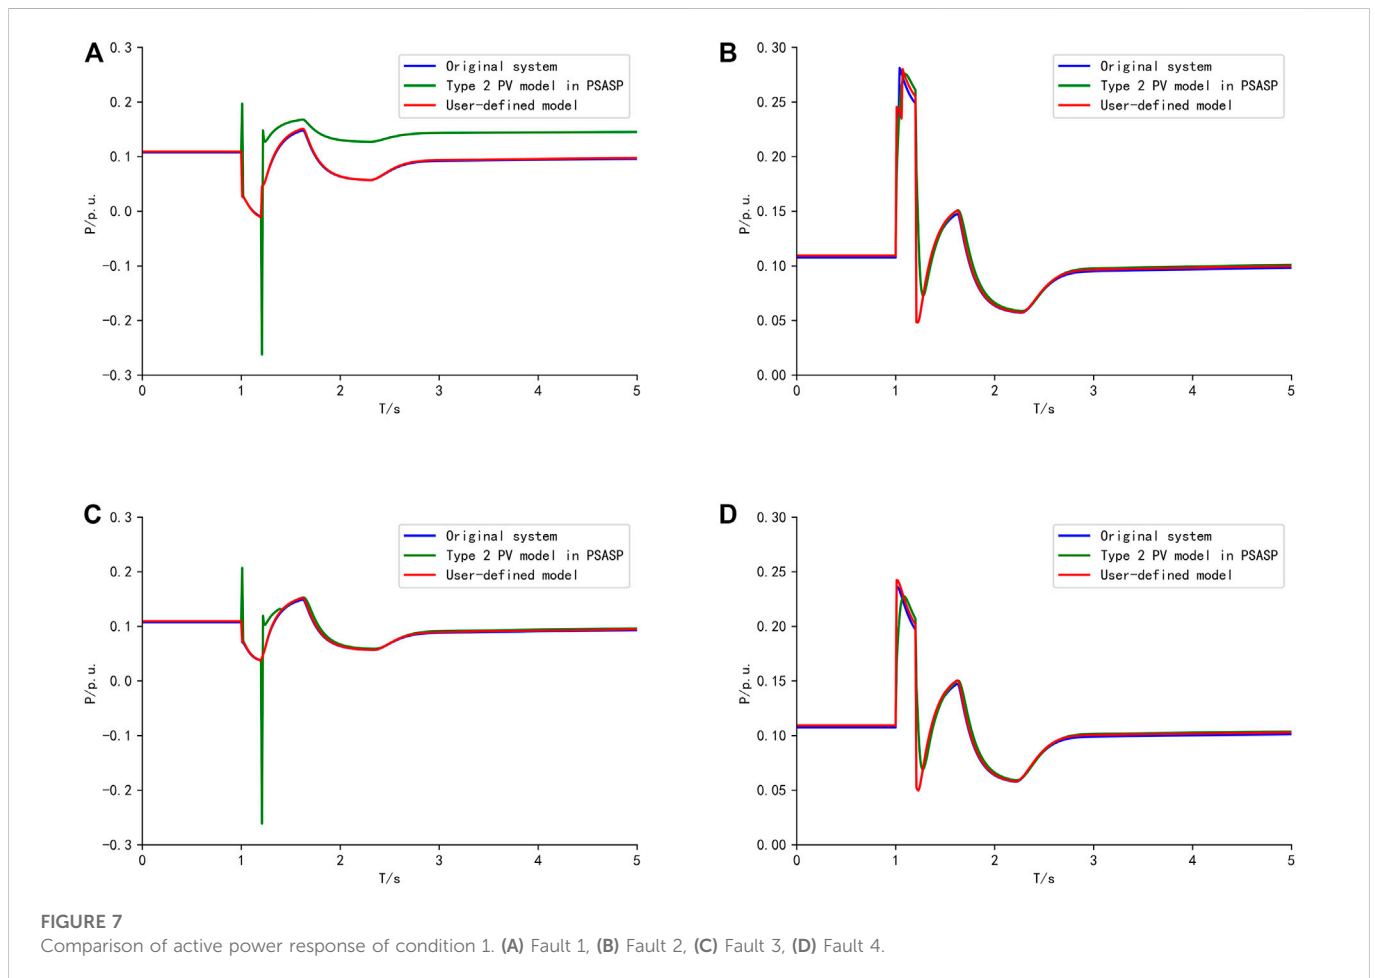 A
0.3
0.2
0.1
0.0
−0.1
−0.2
−0.3
P/p.u.
0 1 2 3 4 5
T/s
Original system
Type 2 PV model in PSASP
User-defined model
B
0.30
0.25
0.20
0.15
0.10
0.05
0.00
P/p.u.
0 1 2 3 4 5
T/s
Original system
Type 2 PV model in PSASP
User-defined model
C
0.3
0.2
0.1
0.0
−0.1
−0.2
−0.3
P/p.u.
0 1 2 3 4 5
T/s
Original system
Type 2 PV model in PSASP
User-defined model
D
0.30
0.25
0.20
0.15
0.10
0.05
0.00
P/p.u.
0 1 2 3 4 5
T/s
Original system
Type 2 PV model in PSASP
User-defined model
FIGURE 7
Comparison of active power response of condition 1. (A) Fault 1, (B) Fault 2, (C) Fault 3, (D) Fault 4.